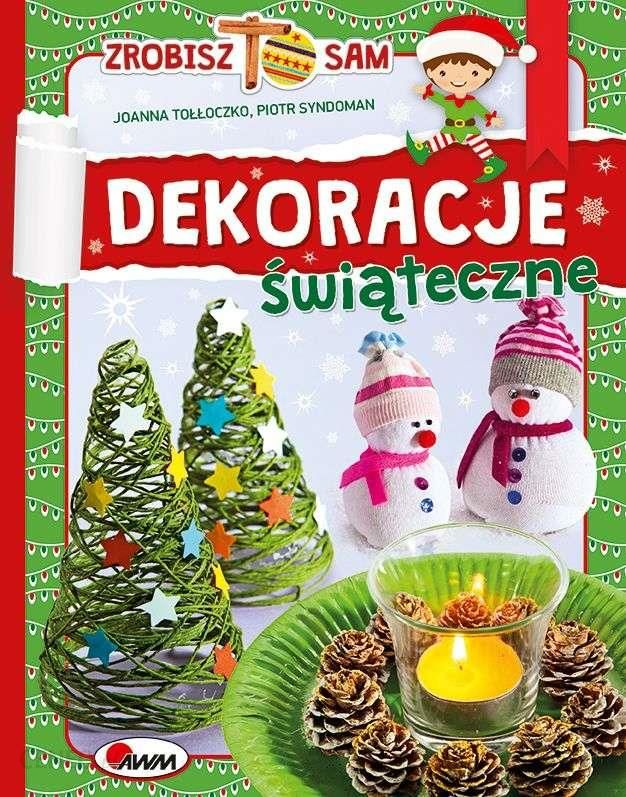 ZROBISZ TO SAM
JOANNA TOŁŁOCZKO, PIOTR SYNDOMAN
DEKORACJE
świąteczne
AWM